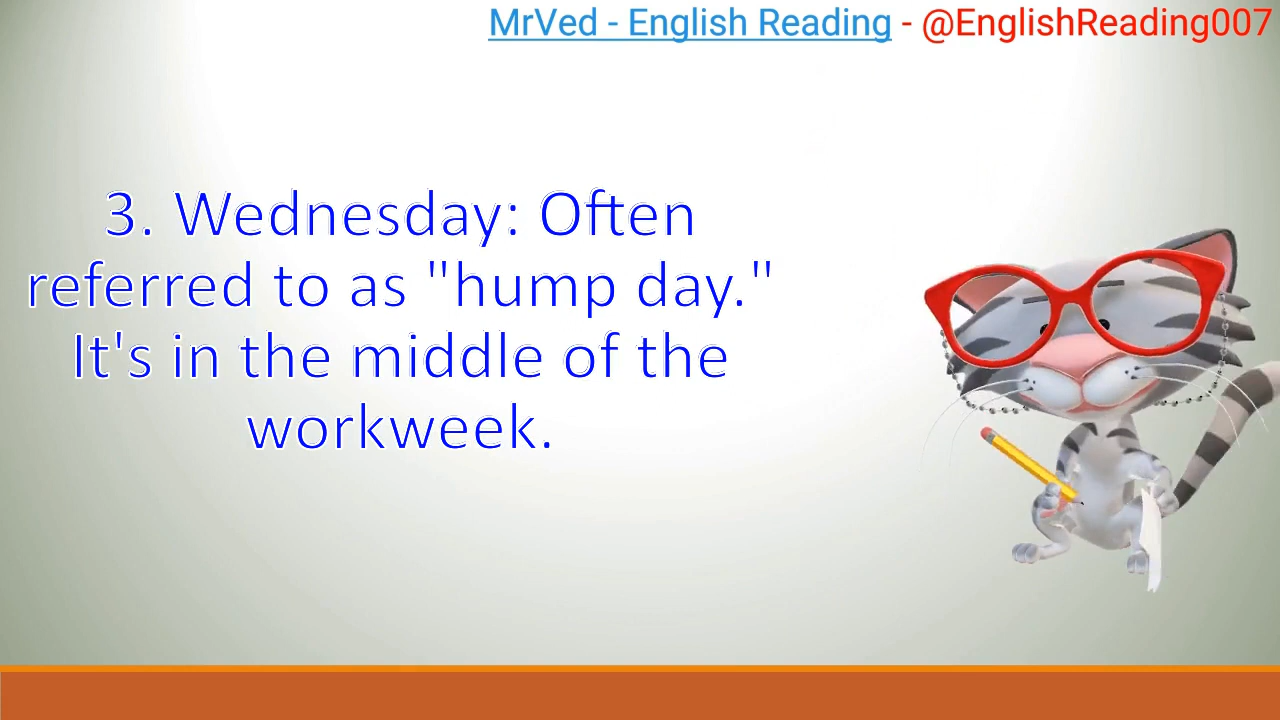 MrVed - English Reading - @EnglishReading007
3. Wednesday: Often
referred to as "hump day."
It's in the middle of the
workweek.